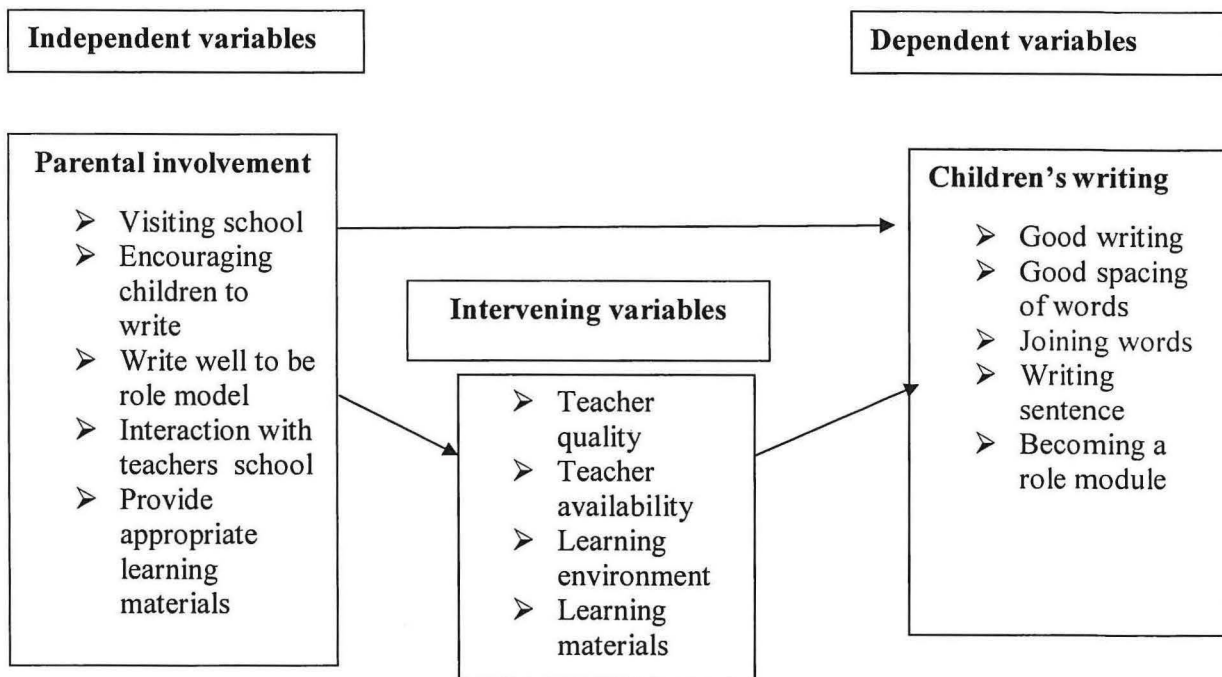 Independent variables
Dependent variables
Parental involvement
➢ Visiting school
➢ Encouraging
children to
write
➢ Write well to be
role model
➢ Interaction with
teachers school
➢ Provide
appropriate
learning
materials
Intervening variables
➢ Teacher
quality
➢ Teacher
availability
➢ Learning
environment
➢ Learning
materials
Children's writing
➢ Good writing
➢ Good spacing
of words
➢ Joining words
➢ Writing
sentence
➢ Becoming a
role module